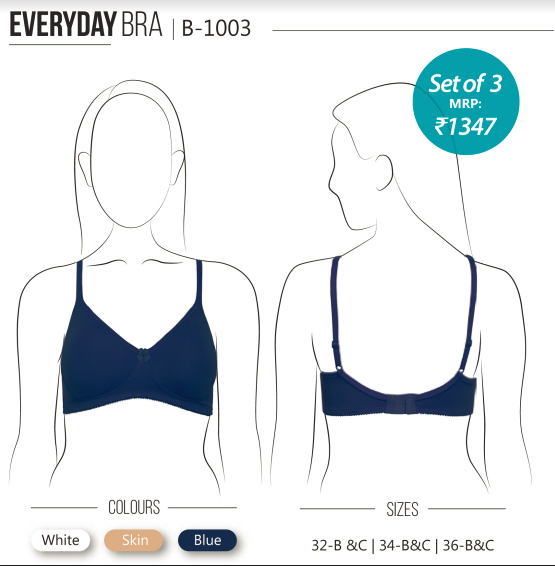 EVERYDAY BRA | B-1003
Set of 3
MRP:
₹1347
COLOURS
White Skin Blue
SIZES
32-B &C | 34-B&C | 36-B&C